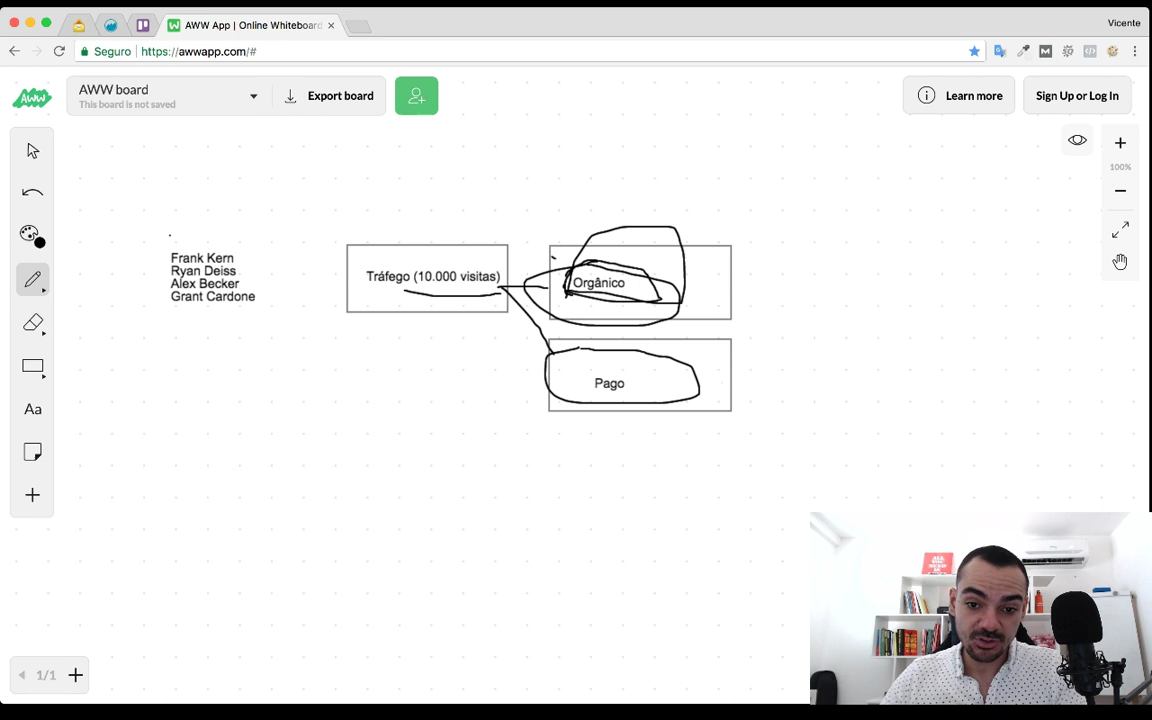 AWW App | Online Whiteboard
Vicente
Seguro
https://awwapp.com/#
AWW
AWW board
This board is not saved
Export board
Learn more
Sign Up or Log In
100%
Frank Kern
Ryan Deiss
Alex Becker
Grant Cardone
Tráfego (10.000 visitas)
Orgânico
Pago
Aa
1/1